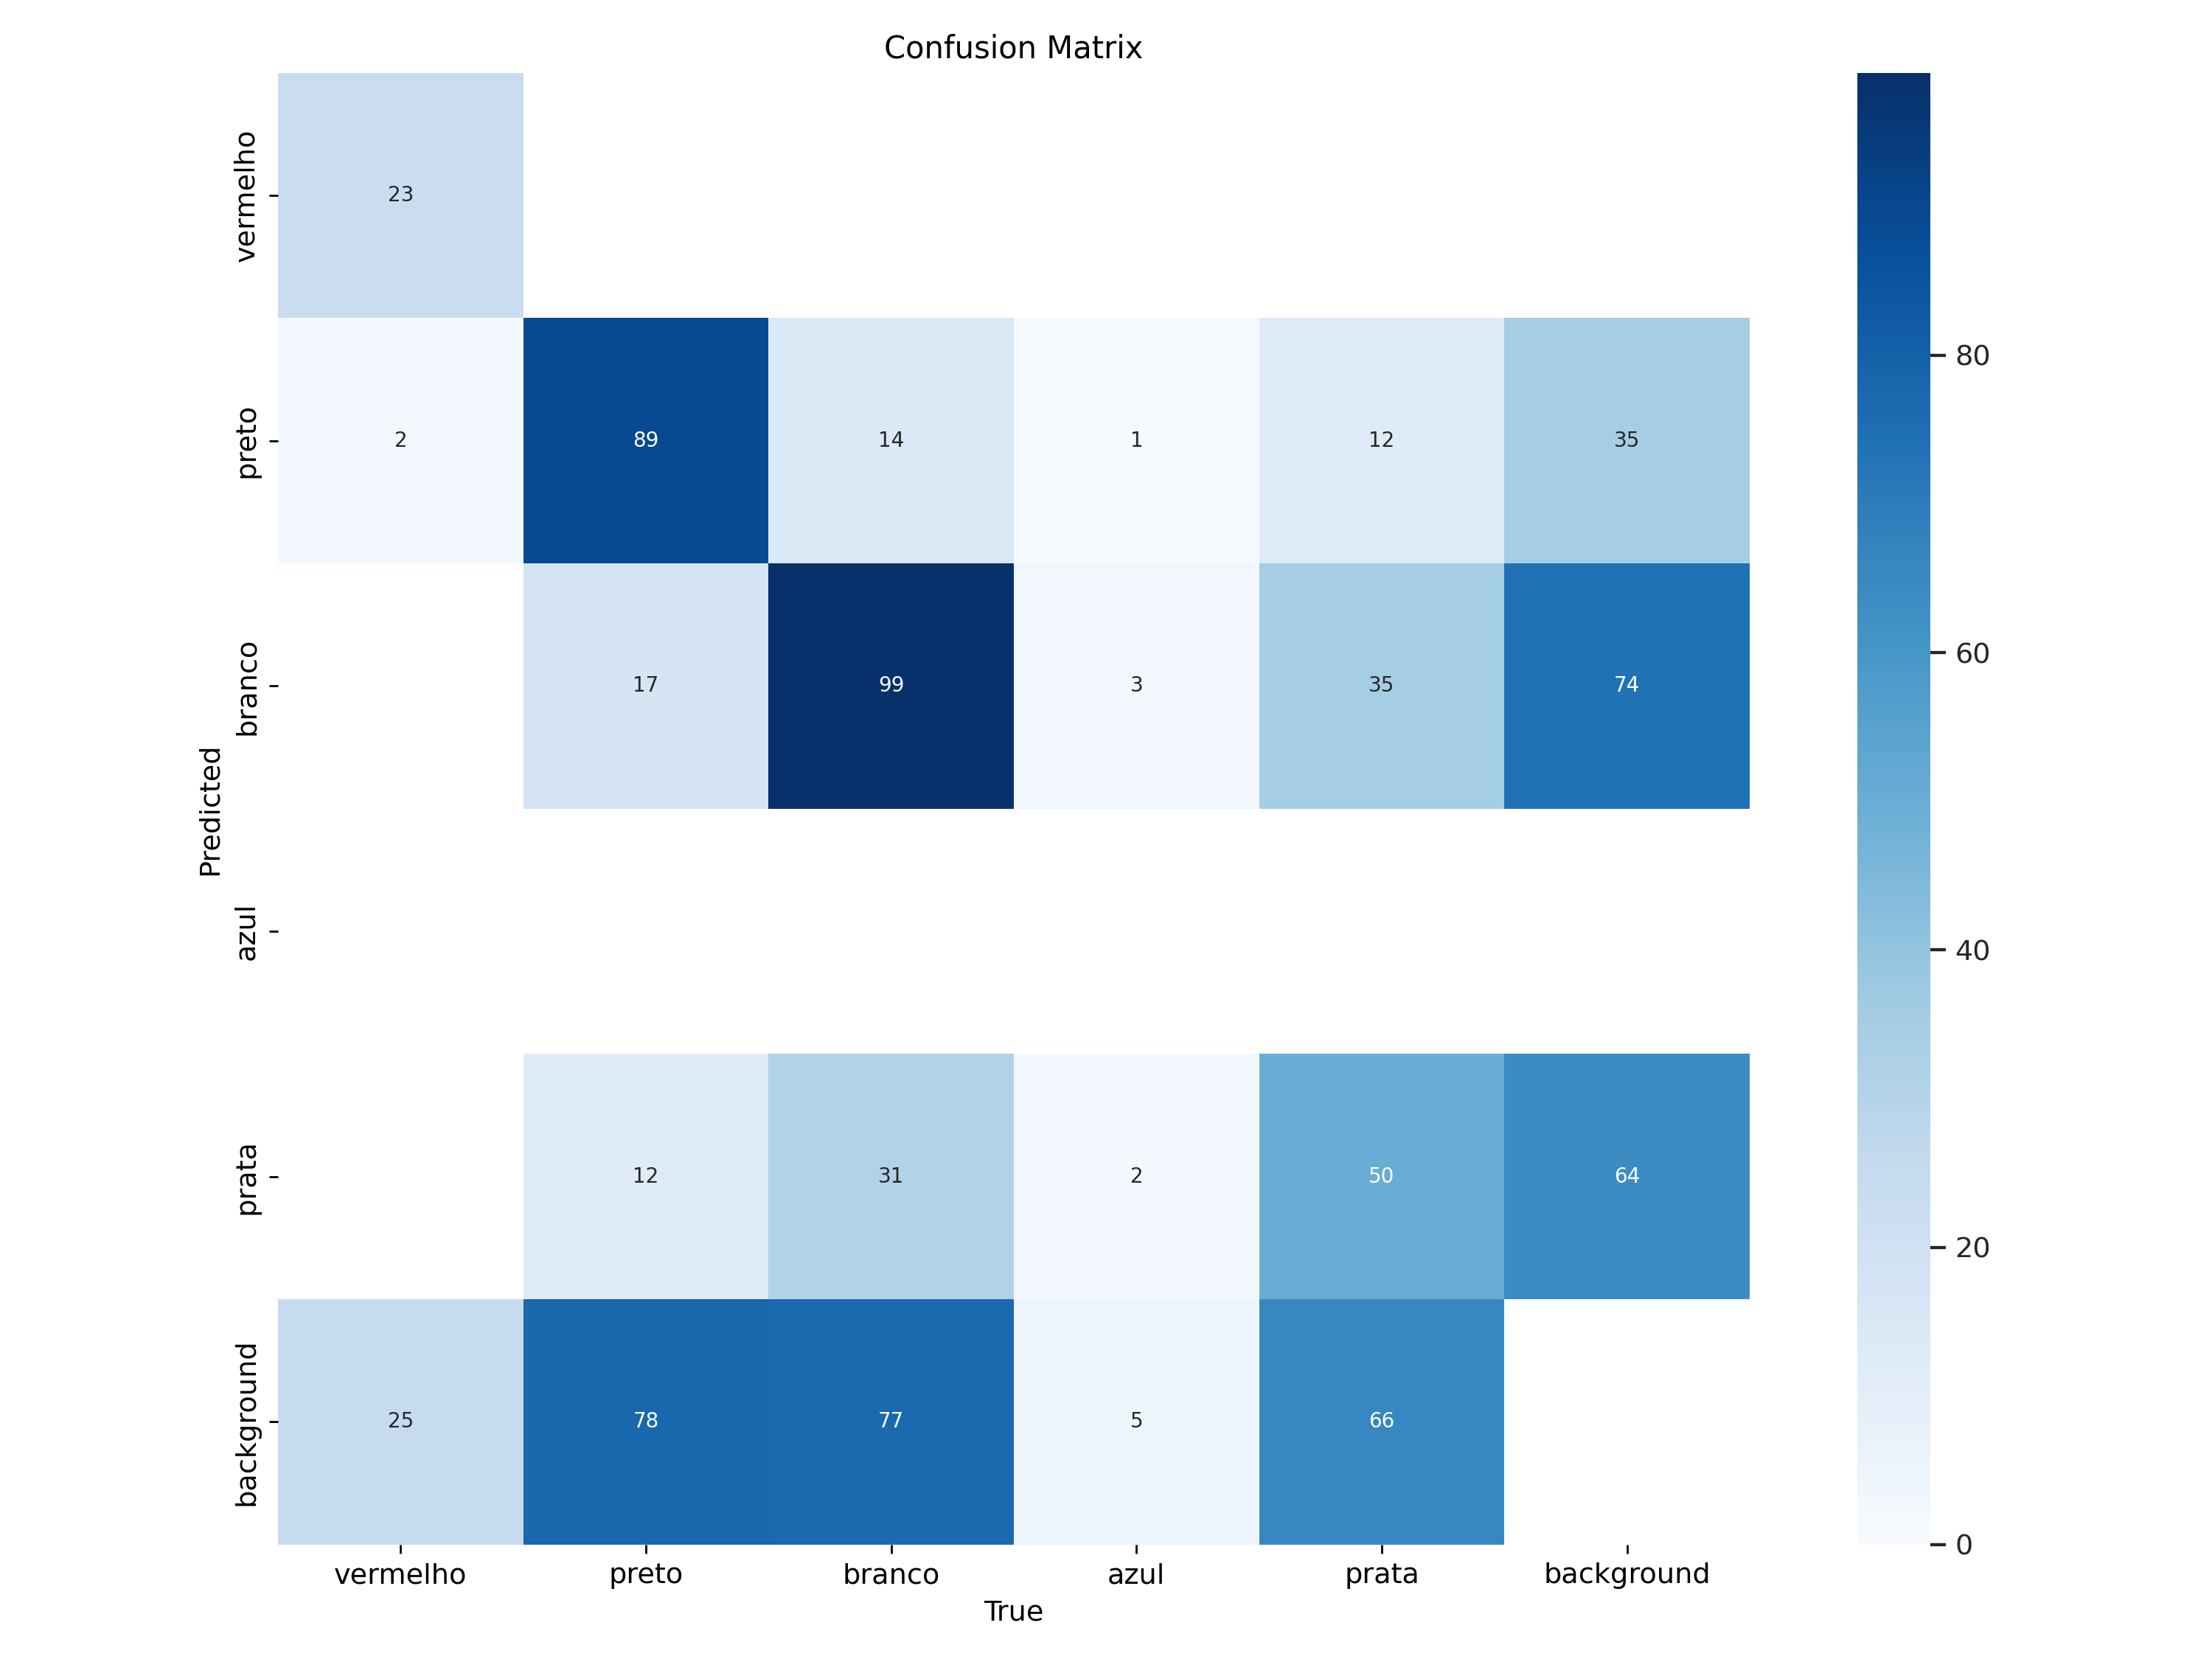 Confusion Matrix
vermelho
23
preto
2 89 14 1 12 35
branco
17 99 3 35 74
azul
prata
12 31 2 50 64
background
25 78 77 5 66
Predicted
vermelho preto branco azul prata background
True
80
60
40
20
0